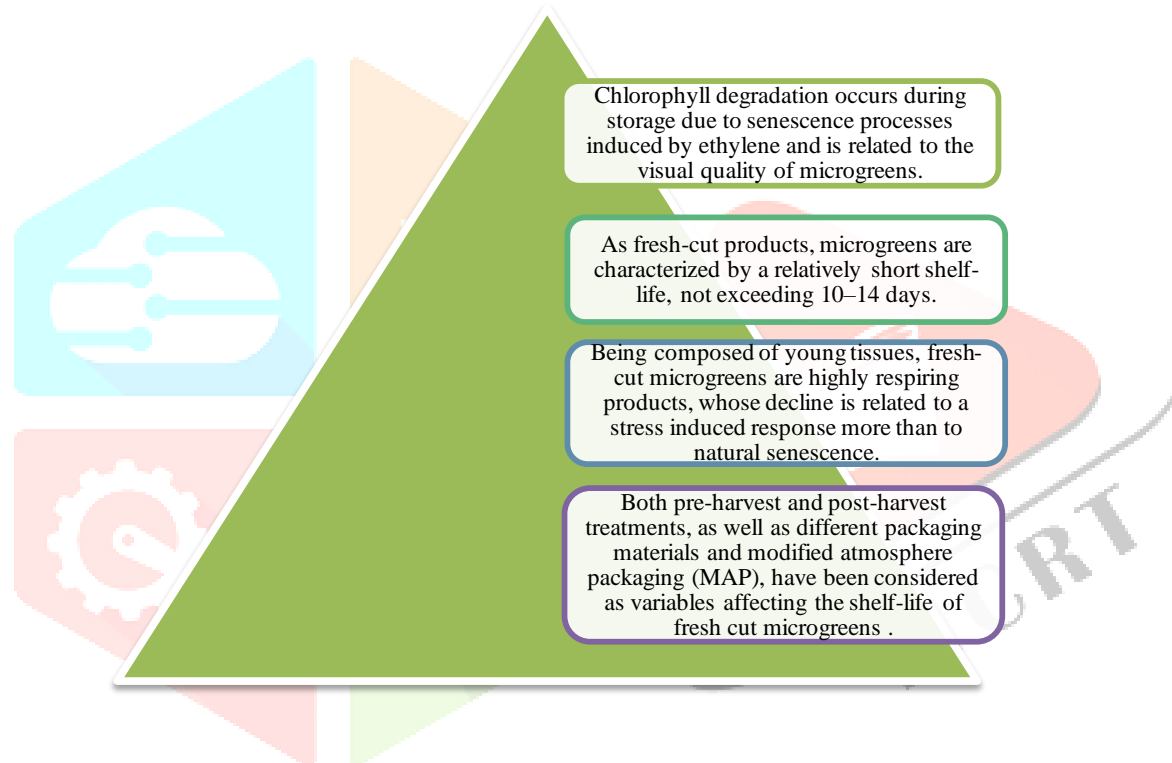 Chlorophyll degradation occurs during
storage due to senescence processes
induced by ethylene and is related to the
visual quality of microgreens.
As fresh-cut products, microgreens are
characterized by a relatively short shelf-
life, not exceeding 10–14 days.
Being composed of young tissues, fresh-
cut microgreens are highly respiring
products, whose decline is related to a
stress induced response more than to
natural senescence.
Both pre-harvest and post-harvest
treatments, as well as different packaging
materials and modified atmosphere
packaging (MAP), have been considered
as variables affecting the shelf-life of
fresh cut microgreens .